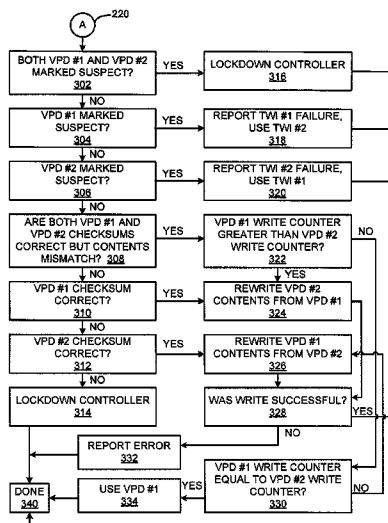 A
220
BOTH VPD #1 AND VPD #2
MARKED SUSPECT?
302
YES
LOCKDOWN CONTROLLER
316
NO
VPD #1 MARKED
SUSPECT?
304
YES
REPORT TWI #1 FAILURE,
USE TWI #2
318
NO
VPD #2 MARKED
SUSPECT?
306
YES
REPORT TWI #2 FAILURE,
USE TWI #1
320
NO
ARE BOTH VPD #1 AND
VPD #2 CHECKSUMS
CORRECT BUT CONTENTS
MISMATCH? 308
YES
VPD #1 WRITE COUNTER
GREATER THAN VPD #2
WRITE COUNTER?
322
NO
NO
YES
VPD #1 CHECKSUM
CORRECT?
310
YES
REWRITE VPD #2
CONTENTS FROM VPD #1
324
NO
VPD #2 CHECKSUM
CORRECT?
312
YES
REWRITE VPD #1
CONTENTS FROM VPD #2
326
NO
LOCKDOWN CONTROLLER
314
WAS WRITE SUCCESSFUL?
328
YES
NO
REPORT ERROR
332
DONE
340
USE VPD #1
334
YES
VPD #1 WRITE COUNTER
EQUAL TO VPD #2 WRITE
COUNTER?
330
NO